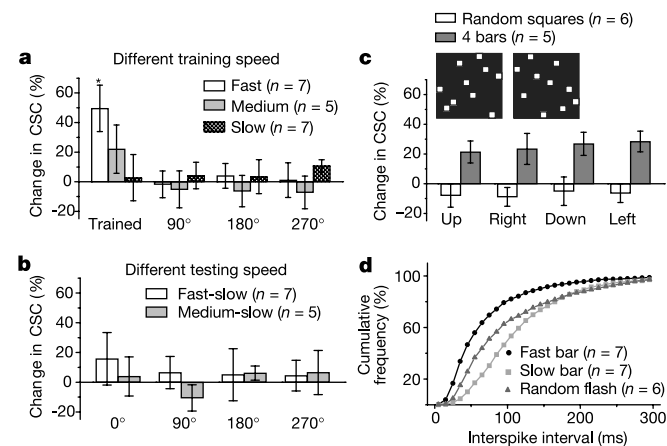 a
Different training speed
Fast (n = 7)
Medium (n = 5)
Slow (n = 7)
*
Change in CSC (%)
60
40
20
0
−20
Trained
90°
180°
270°
b
Different testing speed
Fast-slow (n = 7)
Medium-slow (n = 5)
Change in CSC (%)
60
40
20
0
−20
0°
90°
180°
270°
c
Random squares (n = 6)
4 bars (n = 5)
Change in CSC (%)
60
40
20
0
−20
Up
Right
Down
Left
d
Cumulative
frequency (%)
100
60
20
Fast bar (n = 7)
Slow bar (n = 7)
Random flash (n = 6)
0
100
200
300
Interspike interval (ms)